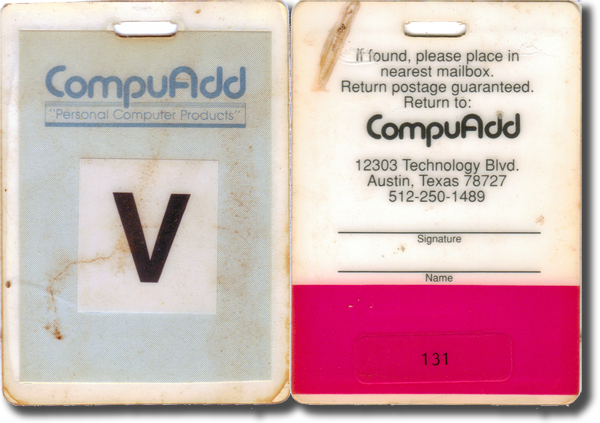 CompuAdd
"Personal Computer Products"
V
If found, please place in
nearest mailbox.
Return postage guaranteed.
Return to:
CompuAdd
12303 Technology Blvd.
Austin, Texas 78727
512-250-1489
Signature
Name
131